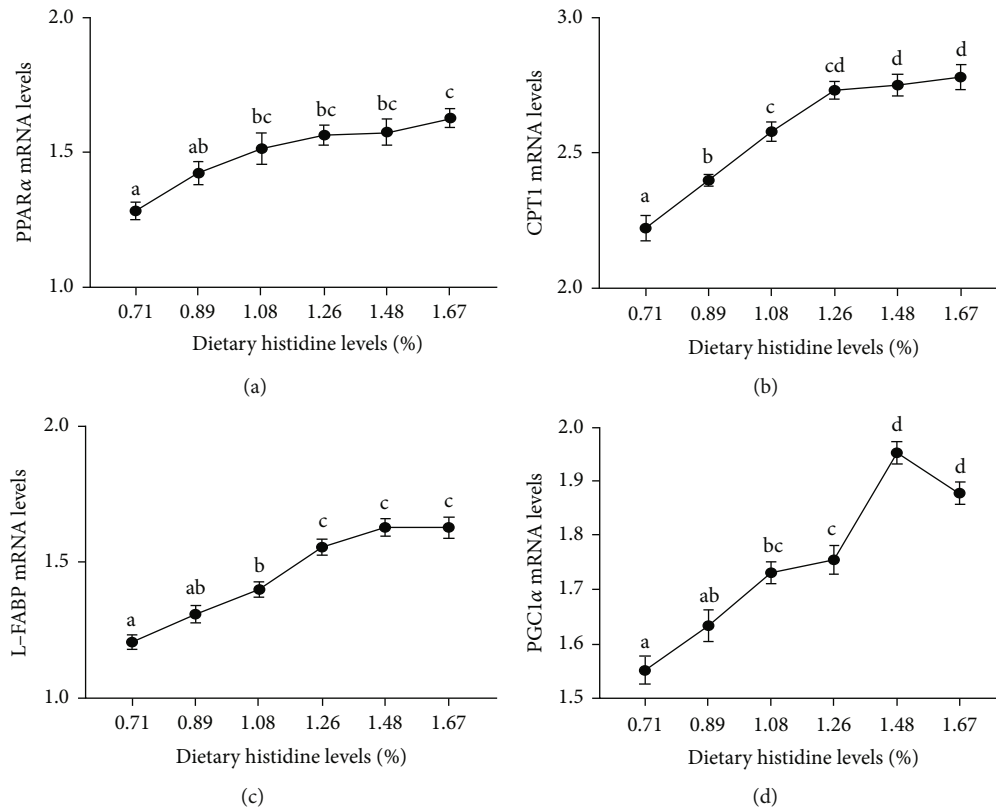 2.0
1.5
1.0
PPARα mRNA levels
a
ab
bc
bc
bc
c
0.71 0.89 1.08 1.26 1.48 1.67
Dietary histidine levels (%)
(a)
3.0
2.5
2.0
CPT1 mRNA levels
a
b
c
cd
d
d
0.71 0.89 1.08 1.26 1.48 1.67
Dietary histidine levels (%)
(b)
2.0
1.5
1.0
L–FABP mRNA levels
a
ab
b
c
c
c
0.71 0.89 1.08 1.26 1.48 1.67
Dietary histidine levels (%)
(c)
2.0
1.9
1.8
1.7
1.6
1.5
PGC1α mRNA levels
a
ab
bc
c
d
d
0.71 0.89 1.08 1.26 1.48 1.67
Dietary histidine levels (%)
(d)